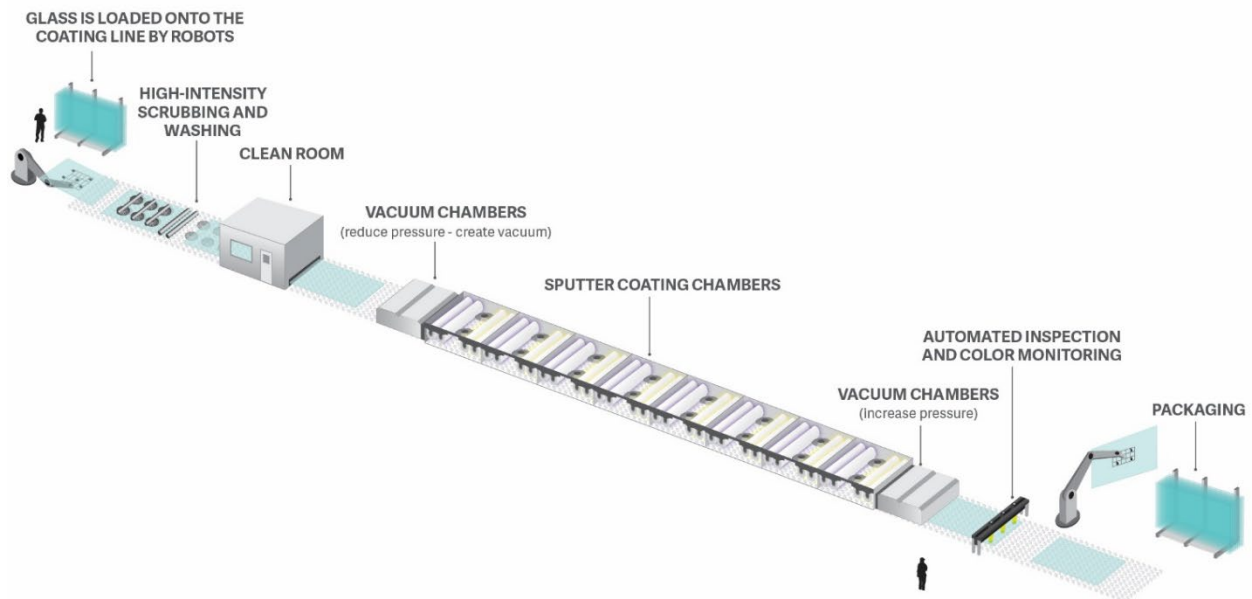 GLASS IS LOADED ONTO THE
COATING LINE BY ROBOTS
HIGH-INTENSITY
SCRUBBING AND
WASHING
CLEAN ROOM
VACUUM CHAMBERS
(reduce pressure - create vacuum)
SPUTTER COATING CHAMBERS
AUTOMATED INSPECTION
AND COLOR MONITORING
VACUUM CHAMBERS
(increase pressure)
PACKAGING